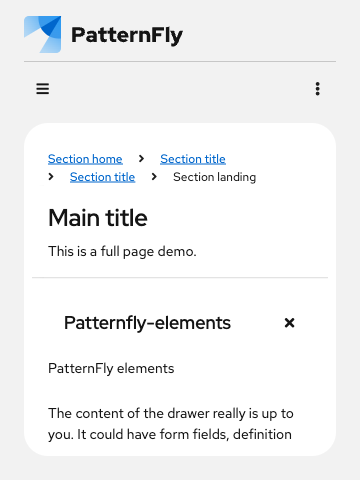 PatternFly
Section home > Section title
> Section title > Section landing
Main title
This is a full page demo.
Patternfly-elements
PatternFly elements
The content of the drawer really is up to
you. It could have form fields, definition